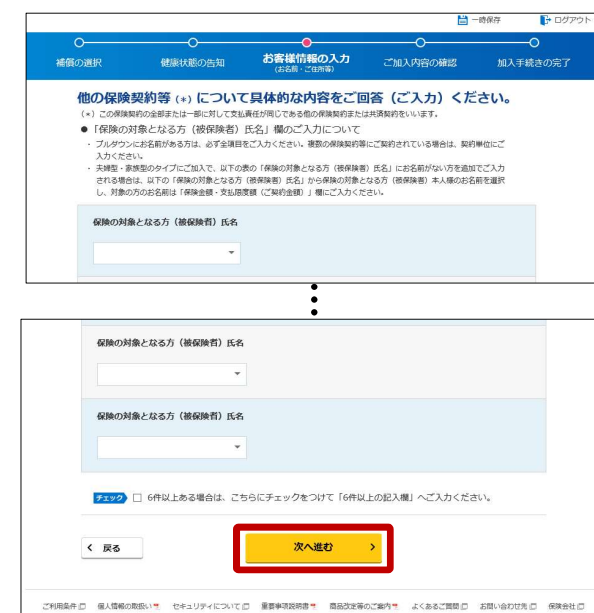 一時保存 ログアウト
補償の選択 健康状態の告知 お客様情報の入力 ご加入内容の確認 加入手続きの完了
(お名前・ご住所等)
他の保険契約等(*)について具体的な内容をご回答(ご入力)ください。
(*)この保険契約の全部または一部に対して支払責任が同じである他の保険契約または共済契約をいいます。
● 「保険の対象となる方(被保険者)氏名」欄のご入力について
・ プルダウンにお名前がある方は、必ず全項目をご入力ください。複数の保険契約等にご契約されている場合は、契約単位にご
入力ください。
・ 夫婦型・家族型のタイプにご加入で、以下の表の「保険の対象となる方(被保険者)氏名」にお名前がない方を追加でご入力
される場合は、以下の「保険の対象となる方(被保険者)氏名」から保険の対象となる方(被保険者)本人様のお名前を選択
し、対象の方のお名前は「保険金額・支払限度額(ご契約金額)」欄にご入力ください。
保険の対象となる方(被保険者)氏名
保険の対象となる方(被保険者)氏名
保険の対象となる方(被保険者)氏名
チェック 6件以上ある場合は、こちらにチェックをつけて「6件以上の記入欄」へご入力ください。
戻る 次へ進む
ご利用条件 個人情報の取扱い セキュリティについて 重要事項説明書 商品改定等のご案内 よくあるご質問 お問い合わせ先 保険会社